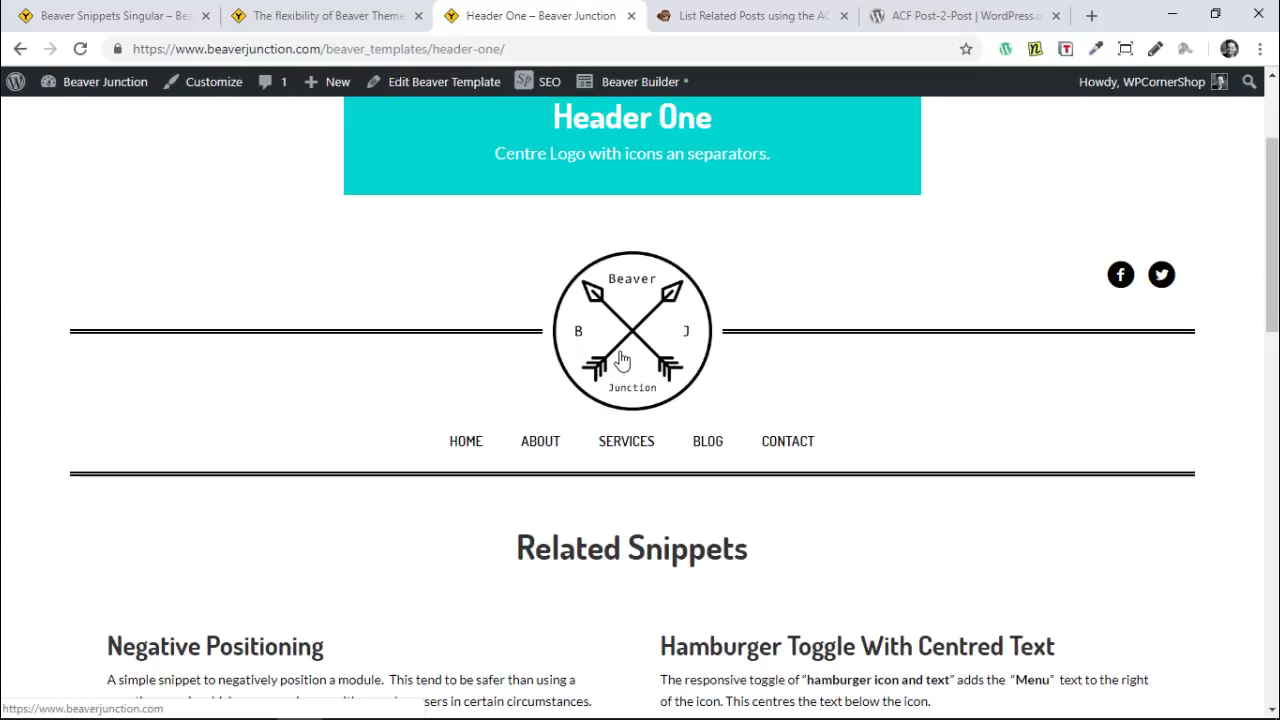 Beaver Snippets Singular – Bea
The flexibility of Beaver Theme
Header One – Beaver Junction
List Related Posts using the AC
ACF Post-2-Post | WordPress.o
https://www.beaverjunction.com/beaver_templates/header-one/
Beaver Junction
Customize
1
New
Edit Beaver Template
Sp SEO
Beaver Builder
Howdy, WPCornerShop
Header One
Centre Logo with icons an separators.
Beaver
B J
Junction
HOME ABOUT SERVICES BLOG CONTACT
Related Snippets
Negative Positioning
A simple snippet to negatively position a module. This tend to be safer than using a
sers in certain circumstances.
Hamburger Toggle With Centred Text
The responsive toggle of “hamburger icon and text” adds the “Menu” text to the right
of the icon. This centres the text below the icon.
https://www.beaverjunction.com